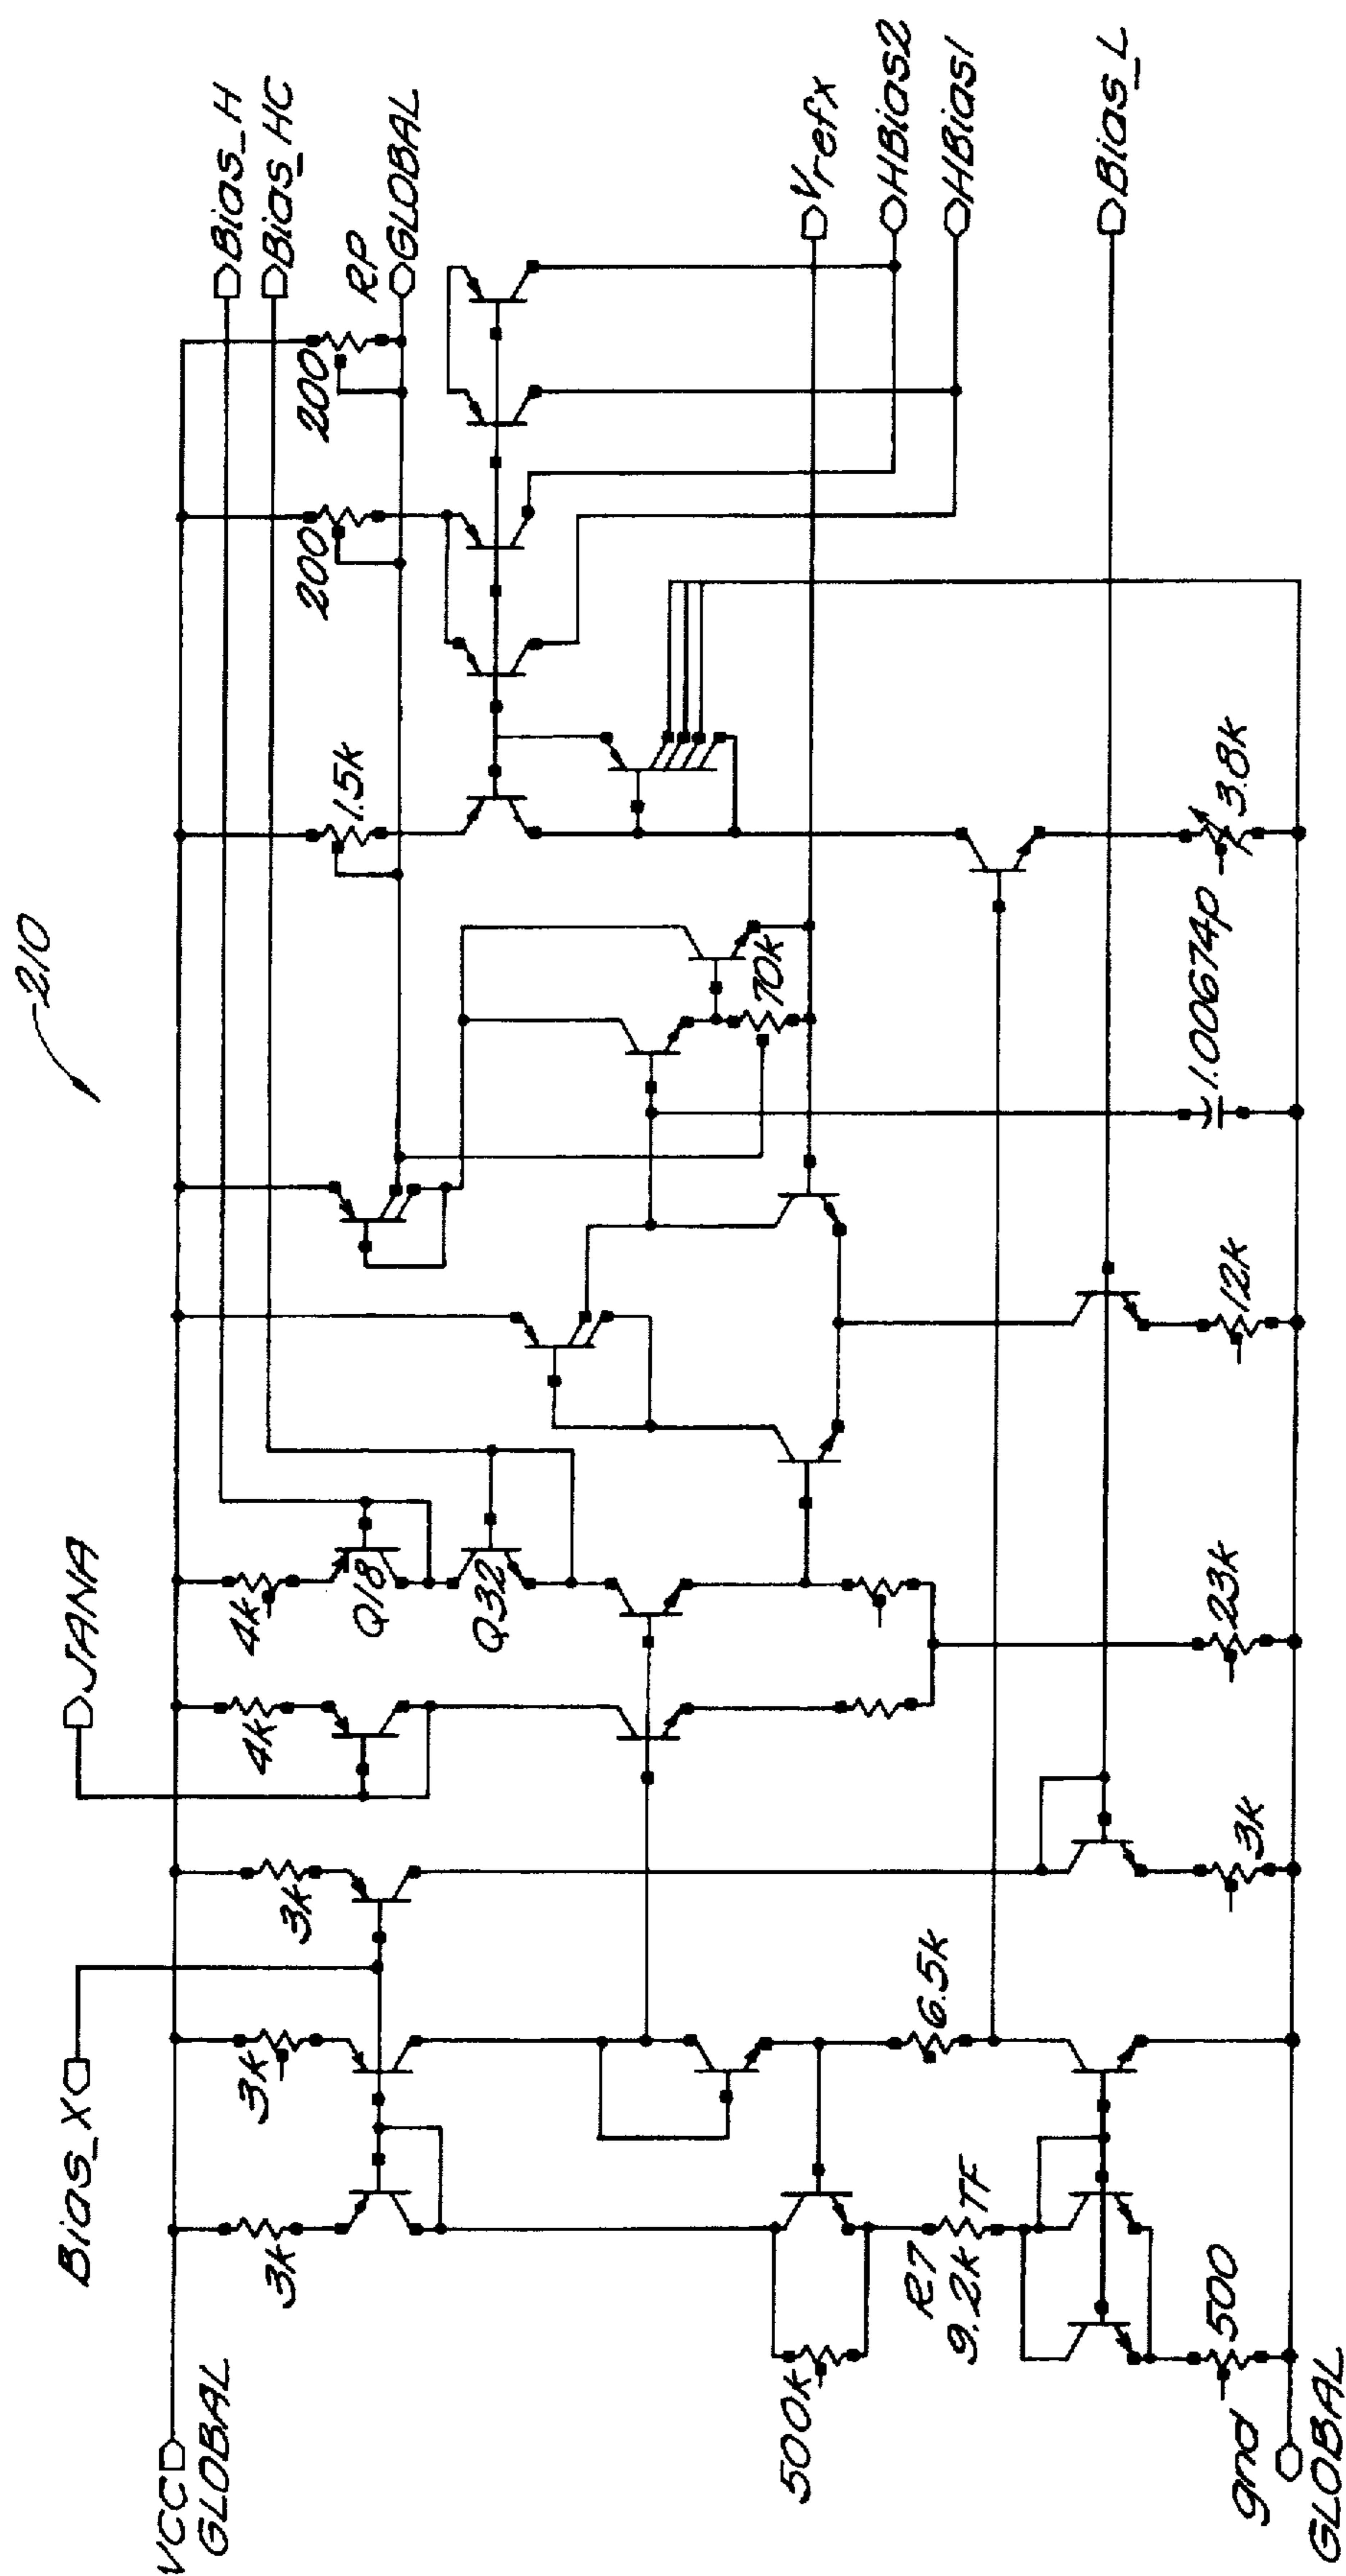 210
Bias_X
JANA
VCC
GLOBAL
Bias_H
Bias_HC
RP
GLOBAL
3k
3k
3k
4k
4k
Q18
Q32
1.5k
200
200
Vrefx
HBias2
HBias1
Bias_L
500k
R7
9.2k
TF
6.5k
70k
500
3k
23k
12k
1.00674p
3.8k
gnd
GLOBAL